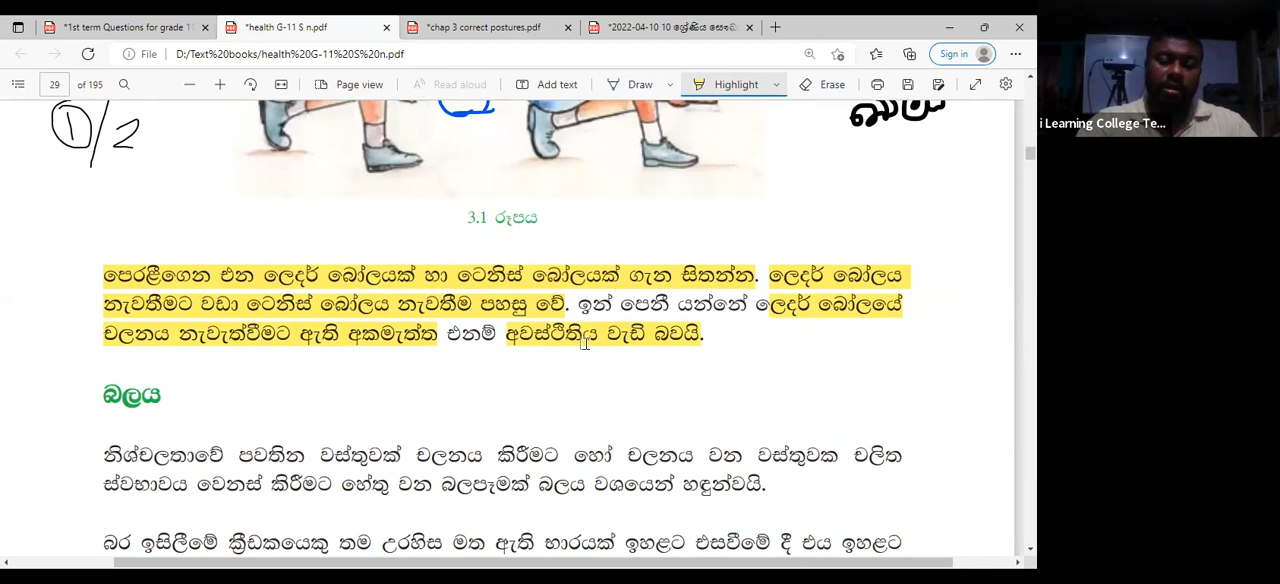 *1st term Questions for grade 11
*health G-11 S n.pdf
*chap 3 correct postures.pdf
*2022-04-10 10 ශ්‍රේණිය සෞඛ
File D:/Text%20books/health%20G-11%20S%20n.pdf
Sign in
29 of 195
Page view
Read aloud
Add text
Draw
Highlight
Erase
i Learning College Te...
1/2
3.1 රූපය
පෙරළීගෙන එන ලෙදර් බෝලයක් හා ටෙනිස් බෝලයක් ගැන සිතන්න. ලෙදර් බෝලය
නැවතීමට වඩා ටෙනිස් බෝලය නැවතීම පහසු වේ. ඉන් පෙනී යන්නේ ලෙදර් බෝලයේ
චලනය නැවැත්වීමට ඇති අකමැත්ත එනම් අවස්ථිතිය වැඩි බවයි.
බලය
නිශ්චලතාවේ පවතින වස්තුවක් චලනය කිරීමට හෝ චලනය වන වස්තුවක චලිත
ස්වභාවය වෙනස් කිරීමට හේතු වන බලපෑමක් බලය වශයෙන් හඳුන්වයි.
බර ඉසිලීමේ ක්‍රීඩකයෙකු තම උරහිස මත ඇති භාරයක් ඉහළට එසවීමේ දී එය ඉහළට